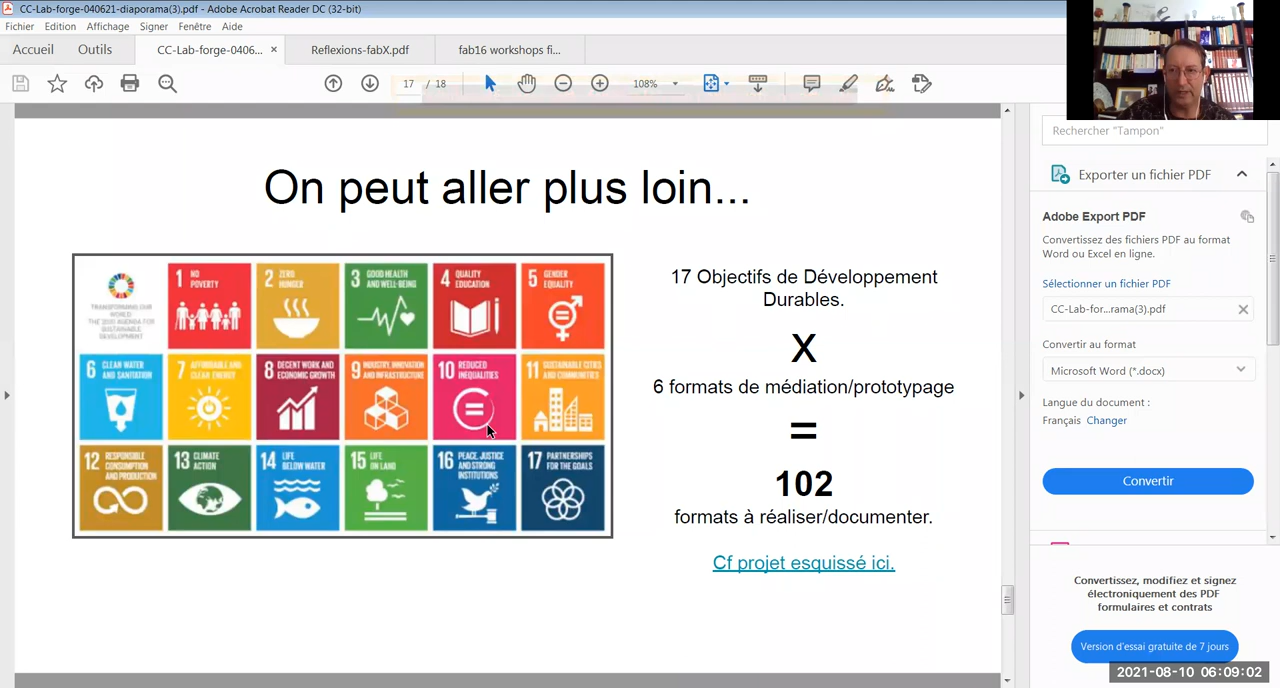 CC-Lab-forge-040621-diaporama(3).pdf - Adobe Acrobat Reader DC (32-bit)
Fichier Edition Affichage Signer Fenêtre Aide
Accueil Outils CC-Lab-forge-0406... × Reflexions-fabX.pdf fab16 workshops fi...
17 / 18 108%
On peut aller plus loin...
TRANSFORMING OUR
WORLD:
THE 2030 AGENDA FOR
SUSTAINABLE
DEVELOPMENT
1 NO
POVERTY
2 ZERO
HUNGER
3 GOOD HEALTH
AND WELL-BEING
4 QUALITY
EDUCATION
5 GENDER
EQUALITY
6 CLEAN WATER
AND SANITATION
7 AFFORDABLE AND
CLEAN ENERGY
8 DECENT WORK AND
ECONOMIC GROWTH
9 INDUSTRY, INNOVATION
AND INFRASTRUCTURE
10 REDUCED
INEQUALITIES
11 SUSTAINABLE CITIES
AND COMMUNITIES
12 RESPONSIBLE
CONSUMPTION
AND PRODUCTION
13 CLIMATE
ACTION
14 LIFE
BELOW WATER
15 LIFE
ON LAND
16 PEACE, JUSTICE
AND STRONG
INSTITUTIONS
17 PARTNERSHIPS
FOR THE GOALS
17 Objectifs de Développement
Durables.
X
6 formats de médiation/prototypage
=
102
formats à réaliser/documenter.
Cf projet esquissé ici.
Rechercher "Tampon"
Exporter un fichier PDF
Adobe Export PDF
Convertissez des fichiers PDF au format
Word ou Excel en ligne.
Sélectionner un fichier PDF
CC-Lab-for...rama(3).pdf
Convertir au format
Microsoft Word (*.docx)
Langue du document :
Français Changer
Convertir
Convertissez, modifiez et signez
électroniquement des PDF
formulaires et contrats
Version d'essai gratuite de 7 jours
2021-08-10 06:09:02